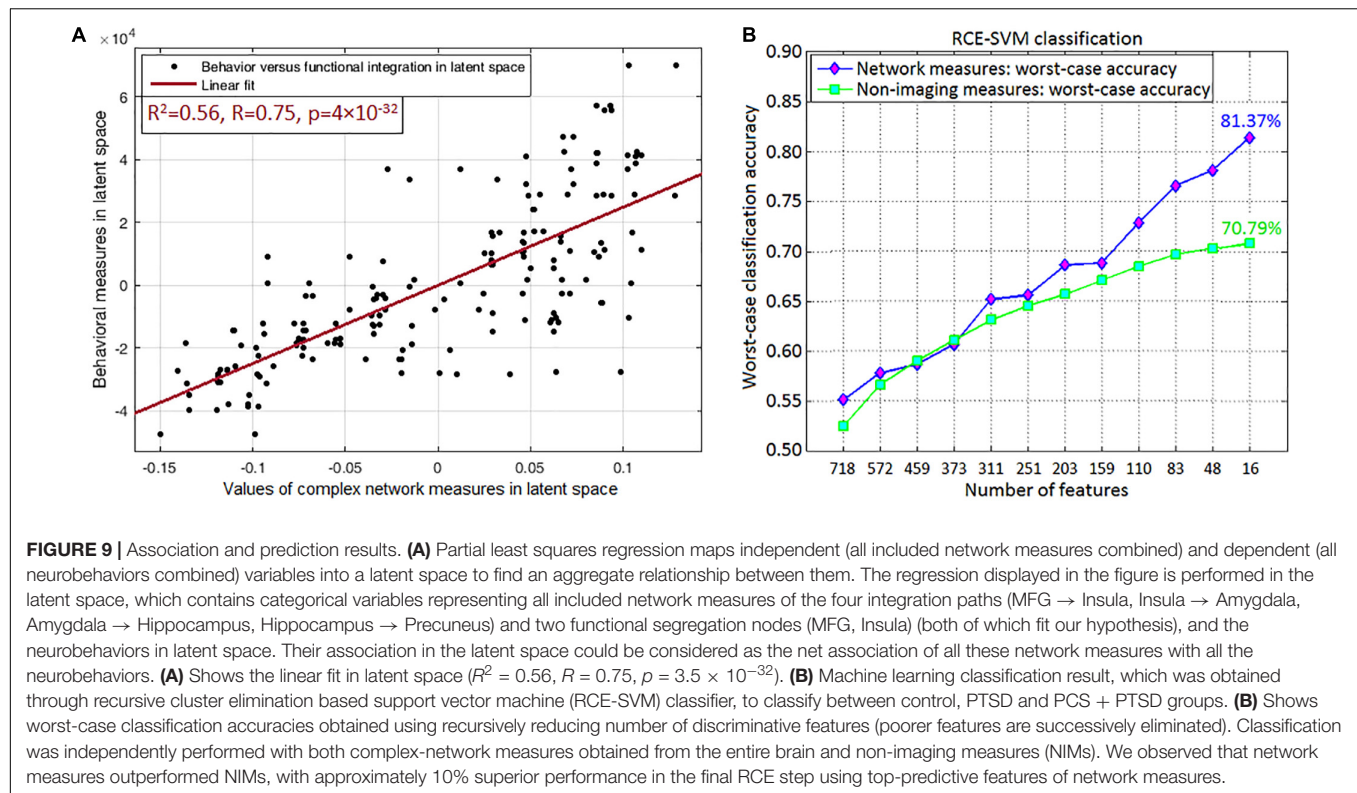 A
× 10⁴
Behavior versus functional integration in latent space
Linear fit
R²=0.56, R=0.75, p=4×10⁻³²
6
4
2
0
-2
-4
Behavioral measures in latent space
-0.15 -0.1 -0.05 0 0.05 0.1
Values of complex network measures in latent space
B
RCE-SVM classification
Network measures: worst-case accuracy
Non-imaging measures: worst-case accuracy
81.37%
70.79%
0.90
0.85
0.80
0.75
0.70
0.65
0.60
0.55
0.50
Worst-case classification accuracy
718 572 459 373 311 251 203 159 110 83 48 16
Number of features
FIGURE 9 | Association and prediction results. (A) Partial least squares regression maps independent (all included network measures combined) and dependent (all
neurobehaviors combined) variables into a latent space to find an aggregate relationship between them. The regression displayed in the figure is performed in the
latent space, which contains categorical variables representing all included network measures of the four integration paths (MFG → Insula, Insula → Amygdala,
Amygdala → Hippocampus, Hippocampus → Precuneus) and two functional segregation nodes (MFG, Insula) (both of which fit our hypothesis), and the
neurobehaviors in latent space. Their association in the latent space could be considered as the net association of all these network measures with all the
neurobehaviors. (A) Shows the linear fit in latent space (R² = 0.56, R = 0.75, p = 3.5 × 10⁻³²). (B) Machine learning classification result, which was obtained
through recursive cluster elimination based support vector machine (RCE-SVM) classifier, to classify between control, PTSD and PCS + PTSD groups. (B) Shows
worst-case classification accuracies obtained using recursively reducing number of discriminative features (poorer features are successively eliminated). Classification
was independently performed with both complex-network measures obtained from the entire brain and non-imaging measures (NIMs). We observed that network
measures outperformed NIMs, with approximately 10% superior performance in the final RCE step using top-predictive features of network measures.